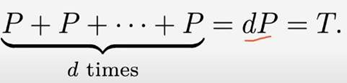 P + P + ⋯ + P = dP = T.
d times